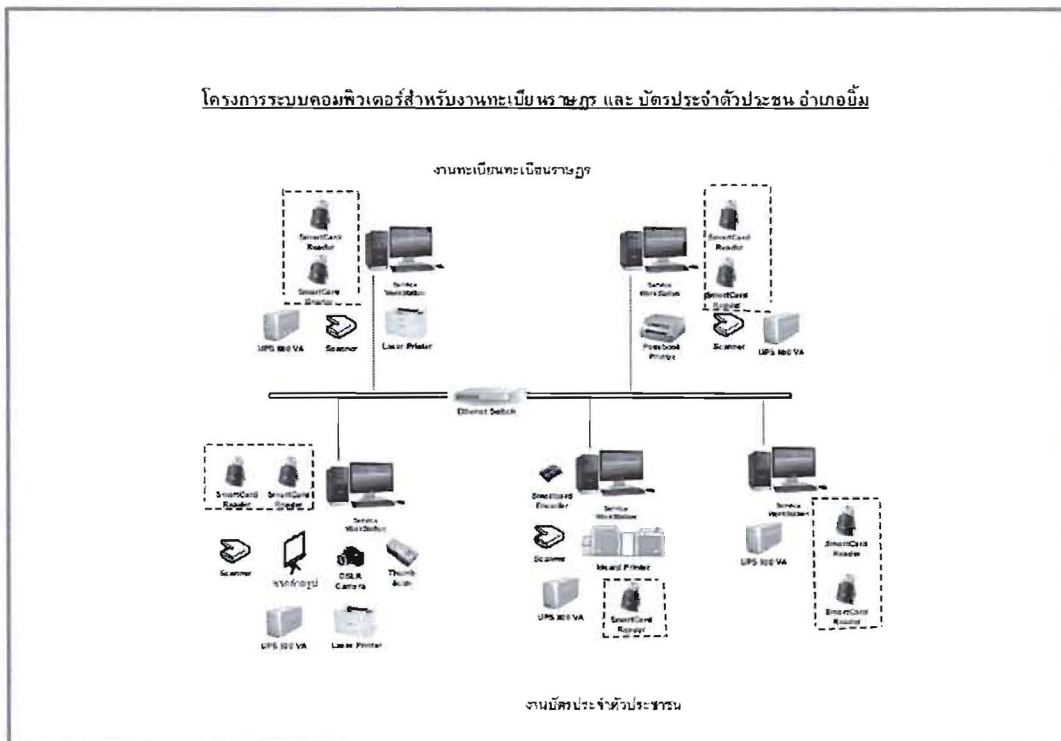 โครงการระบบคอมพิวเตอร์สำหรับงานทะเบียนราษฎร และ บัตรประจำตัวประชน อำเภอยิ้ม
งานทะเบียนทะเบียนราษฎร
SmartCard
Reader
SmartCard
Reader
Service
WorkStation
UPS 800 VA
Scanner
Laser Printer
SmartCard
Reader
SmartCard
Reader
Service
WorkStation
Passbook
Printer
Scanner
UPS 800 VA
Ethernet Switch
SmartCard
Reader
SmartCard
Reader
Service
WorkStation
Scanner
ฉากถ่ายรูป
DSLR
Camera
Thumb
Scan
UPS 800 VA
Laser Printer
Smartcard
Encoder
Service
WorkStation
Scanner
Idcard Printer
UPS 800 VA
SmartCard
Reader
Service
WorkStation
UPS 800 VA
SmartCard
Reader
SmartCard
Reader
งานบัตรประจำตัวประชาชน